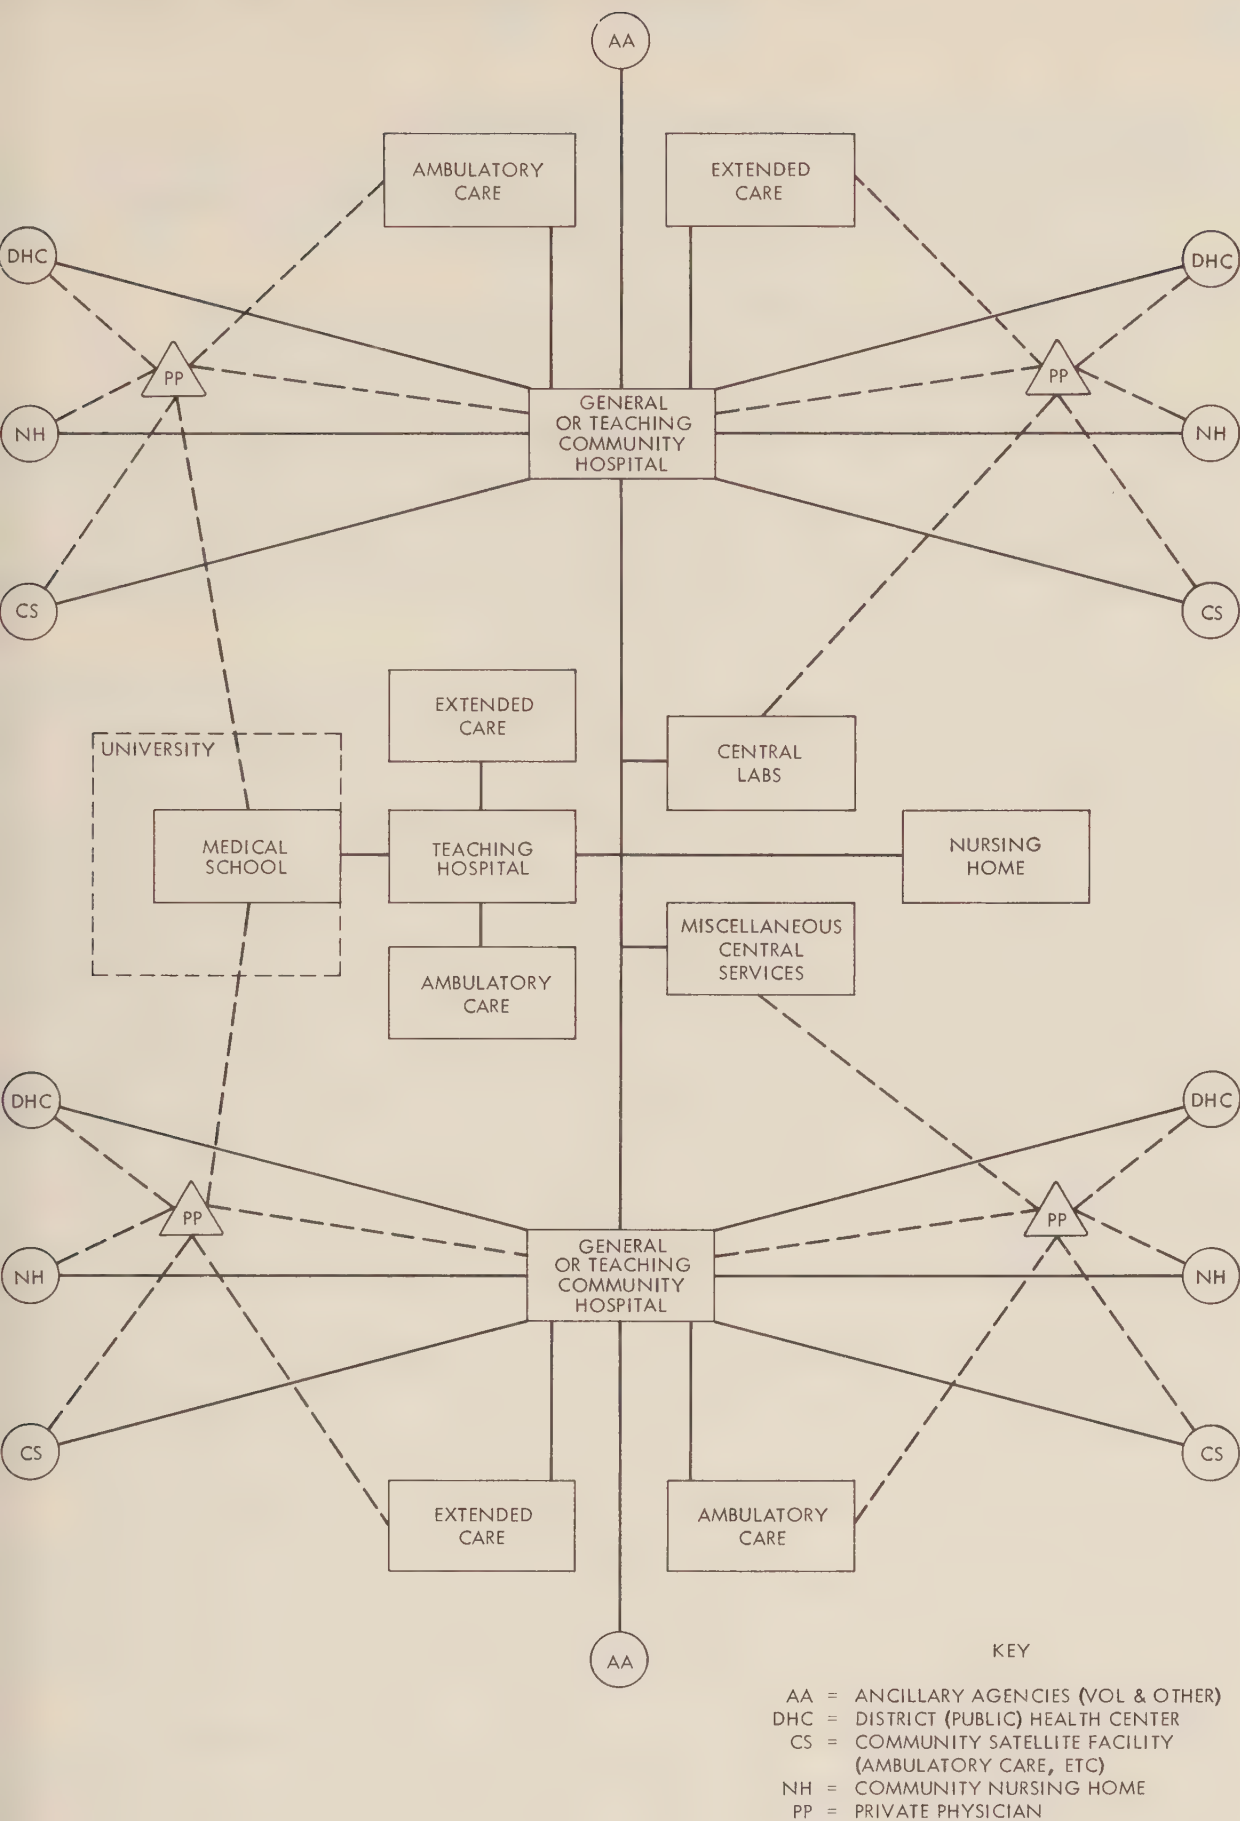 AA
AMBULATORY
CARE
EXTENDED
CARE
DHC
DHC
PP
PP
GENERAL
OR TEACHING
COMMUNITY
HOSPITAL
NH
NH
CS
CS
EXTENDED
CARE
UNIVERSITY
CENTRAL
LABS
MEDICAL
SCHOOL
TEACHING
HOSPITAL
NURSING
HOME
MISCELLANEOUS
CENTRAL
SERVICES
AMBULATORY
CARE
DHC
DHC
PP
PP
GENERAL
OR TEACHING
COMMUNITY
HOSPITAL
NH
NH
CS
CS
EXTENDED
CARE
AMBULATORY
CARE
AA
KEY
AA = ANCILLARY AGENCIES (VOL & OTHER)
DHC = DISTRICT (PUBLIC) HEALTH CENTER
CS = COMMUNITY SATELLITE FACILITY
(AMBULATORY CARE, ETC)
NH = COMMUNITY NURSING HOME
PP = PRIVATE PHYSICIAN